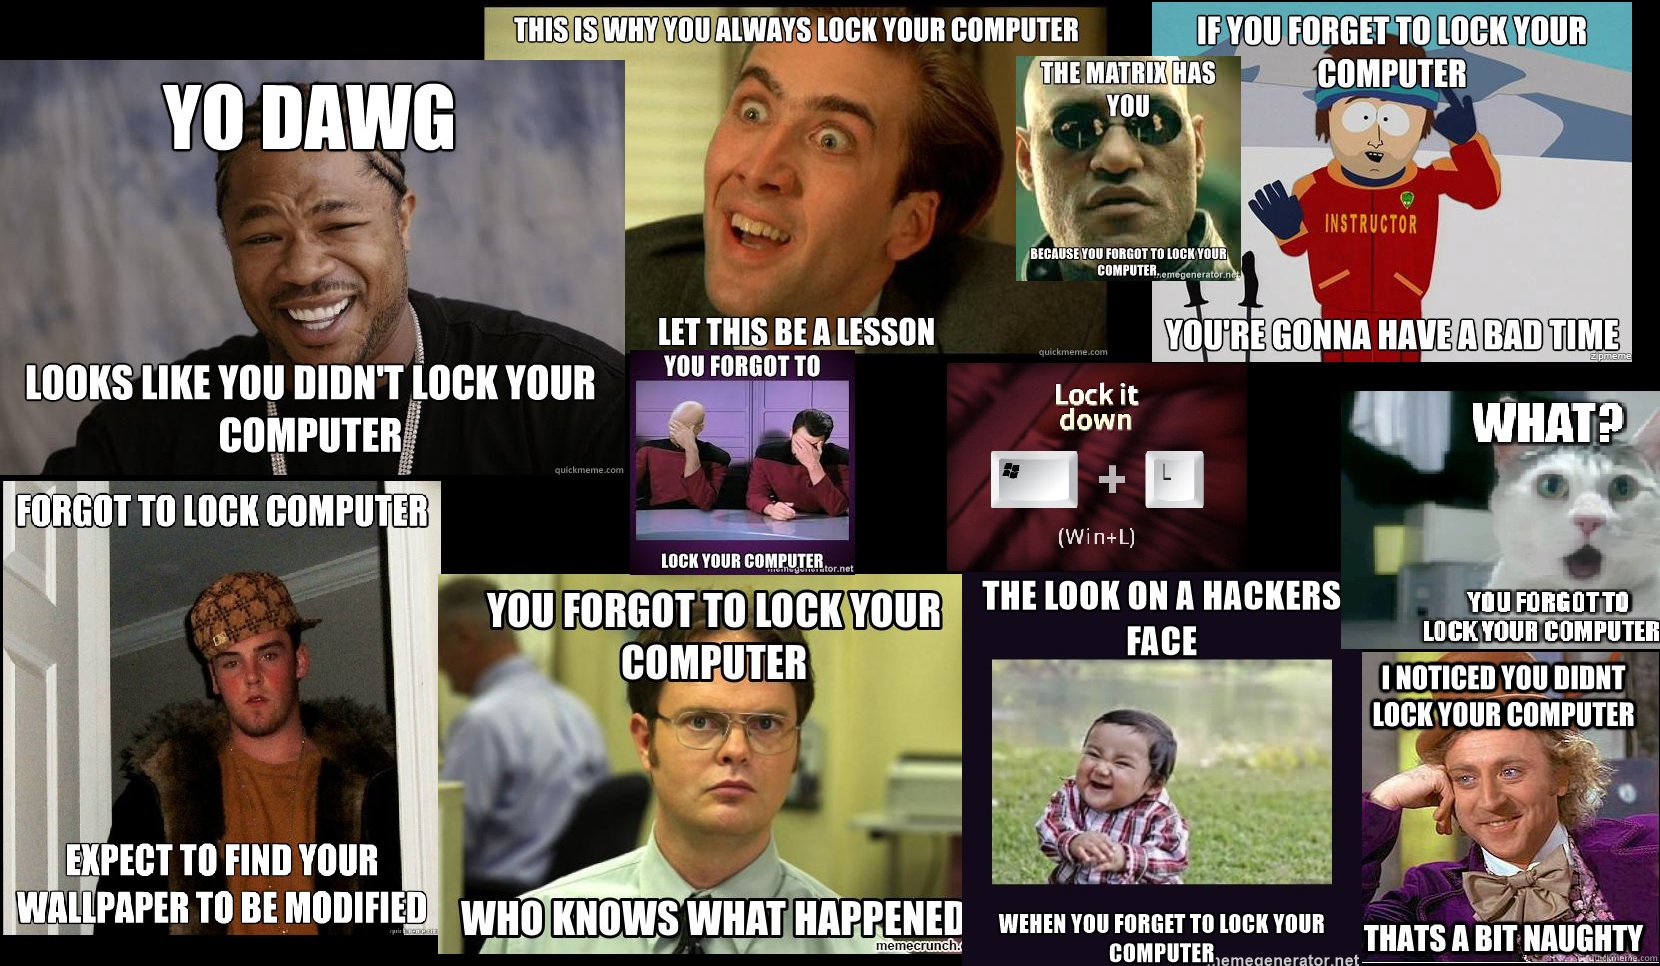 THIS IS WHY YOU ALWAYS LOCK YOUR COMPUTER
LET THIS BE A LESSON
quickmeme.com
THE MATRIX HAS
YOU
BECAUSE YOU FORGOT TO LOCK YOUR
COMPUTER
memegenerator.net
IF YOU FORGET TO LOCK YOUR
COMPUTER
INSTRUCTOR
YOU'RE GONNA HAVE A BAD TIME
zipmeme
YO DAWG
LOOKS LIKE YOU DIDN'T LOCK YOUR
COMPUTER
quickmeme.com
YOU FORGOT TO
LOCK YOUR COMPUTER
memegenerator.net
Lock it
down
+ L
(Win+L)
WHAT?
YOU FORGOT TO
LOCK YOUR COMPUTER
FORGOT TO LOCK COMPUTER
EXPECT TO FIND YOUR
WALLPAPER TO BE MODIFIED
YOU FORGOT TO LOCK YOUR
COMPUTER
WHO KNOWS WHAT HAPPENED
memecrunch.
THE LOOK ON A HACKERS
FACE
WEHEN YOU FORGET TO LOCK YOUR
COMPUTER
memegenerator.net
I NOTICED YOU DIDNT
LOCK YOUR COMPUTER
THATS A BIT NAUGHTY
quickmeme.com